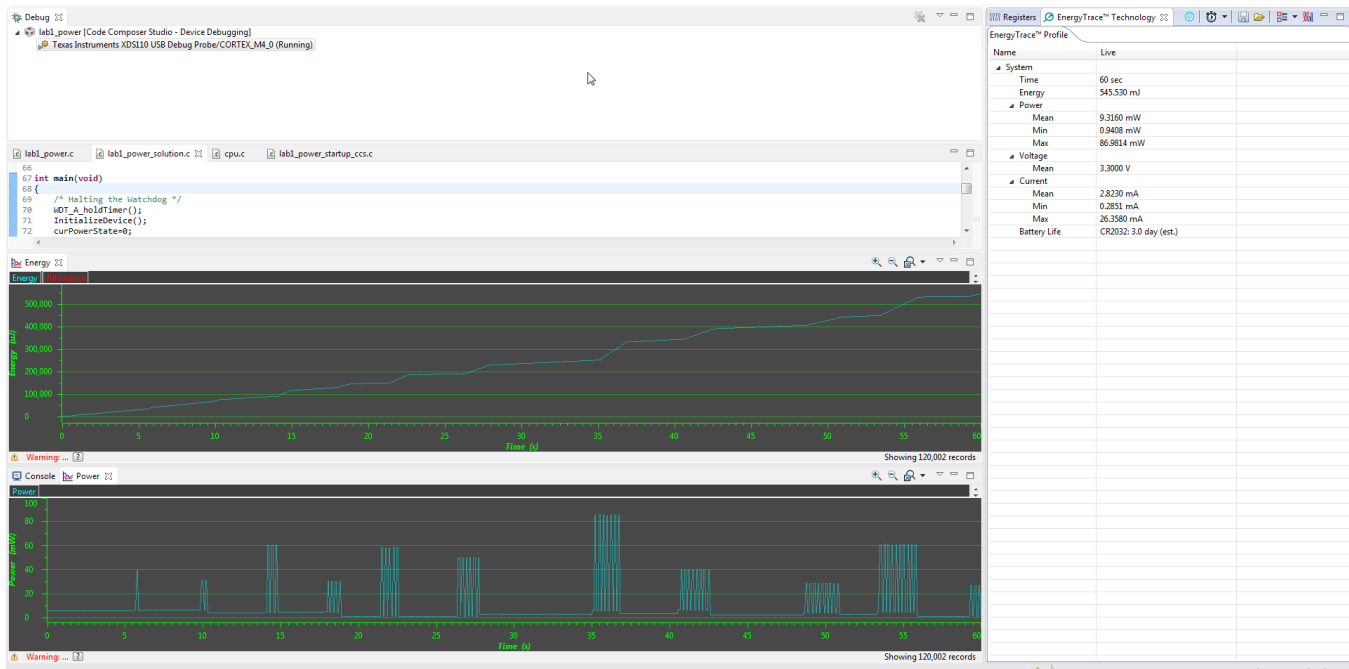 Debug
lab1_power [Code Composer Studio - Device Debugging]
Texas Instruments XDS110 USB Debug Probe/CORTEX_M4_0 (Running)
lab1_power.c
lab1_power_solution.c
cpu.c
lab1_power_startup_ccs.c
66
67 int main(void)
68 {
69 /* Halting the Watchdog */
70 WDT_A_holdTimer();
71 InitializeDevice();
72 curPowerState=0;
Energy
Energy Allowance
500,000
400,000
300,000
200,000
100,000
0
Energy (uJ)
0 5 10 15 20 25 30 35 40 45 50 55 60
Time (s)
Warning: ...
Showing 120,002 records
Console
Power
Power
100
80
60
40
20
0
Power (mW)
0 5 10 15 20 25 30 35 40 45 50 55 60
Time (s)
Warning: ...
Showing 120,002 records
Registers
EnergyTrace™ Technology
EnergyTrace™ Profile
Name Live
System
Time 60 sec
Energy 545.530 mJ
Power
Mean 9.3160 mW
Min 0.9408 mW
Max 86.9814 mW
Voltage
Mean 3.3000 V
Current
Mean 2.8230 mA
Min 0.2851 mA
Max 26.3580 mA
Battery Life CR2032: 3.0 day (est.)